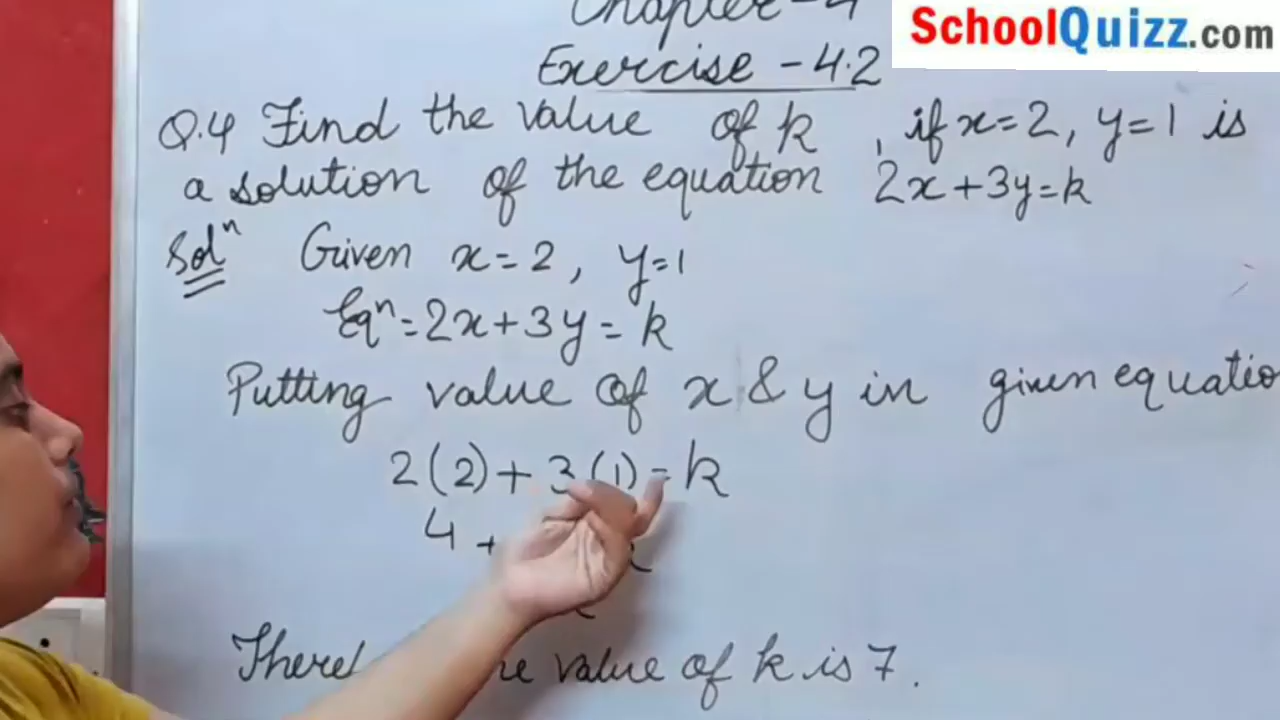 Chapter-4
SchoolQuizz.com
Exercise -4.2
Q.4 Find the value of k , if x=2, y=1 is
a solution of the equation 2x+3y=k
Solⁿ Given x=2, y=1
Eqⁿ=2x+3y=k
Putting value of x & y in given equatio
2(2)+3(1)=k
4 +
value of k is 7.